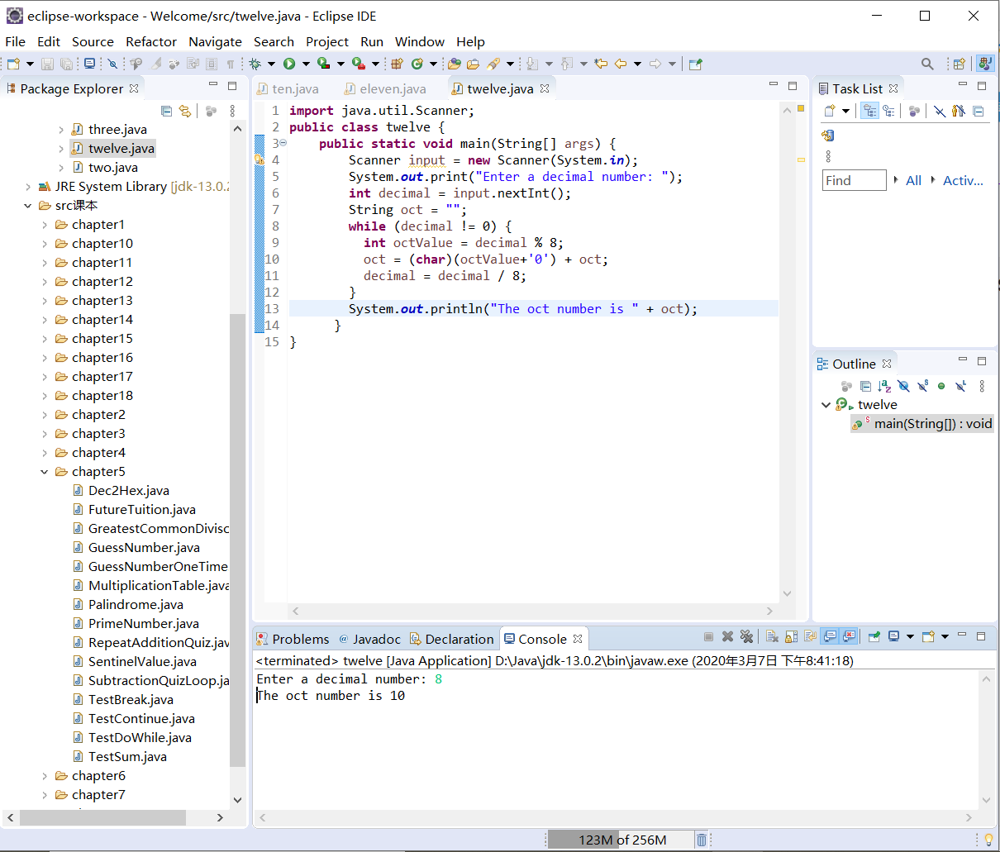 eclipse-workspace - Welcome/src/twelve.java - Eclipse IDE
File Edit Source Refactor Navigate Search Project Run Window Help
Package Explorer
three.java
twelve.java
two.java
JRE System Library [jdk-13.0.2
src课本
chapter1
chapter10
chapter11
chapter12
chapter13
chapter14
chapter15
chapter16
chapter17
chapter18
chapter2
chapter3
chapter4
chapter5
Dec2Hex.java
FutureTuition.java
GreatestCommonDivisc
GuessNumber.java
GuessNumberOneTime
MultiplicationTable.java
Palindrome.java
PrimeNumber.java
RepeatAdditionQuiz.jav
SentinelValue.java
SubtractionQuizLoop.ja
TestBreak.java
TestContinue.java
TestDoWhile.java
TestSum.java
chapter6
chapter7
ten.java eleven.java twelve.java
1 import java.util.Scanner;
2 public class twelve {
3 public static void main(String[] args) {
4 Scanner input = new Scanner(System.in);
5 System.out.print("Enter a decimal number: ");
6 int decimal = input.nextInt();
7 String oct = "";
8 while (decimal != 0) {
9 int octValue = decimal % 8;
10 oct = (char)(octValue+'0') + oct;
11 decimal = decimal / 8;
12 }
13 System.out.println("The oct number is " + oct);
14 }
15 }
Task List
Find All Activ...
Outline
twelve
main(String[]) : void
Problems Javadoc Declaration Console
<terminated> twelve [Java Application] D:\Java\jdk-13.0.2\bin\javaw.exe (2020年3月7日 下午8:41:18)
Enter a decimal number: 8
The oct number is 10
123M of 256M